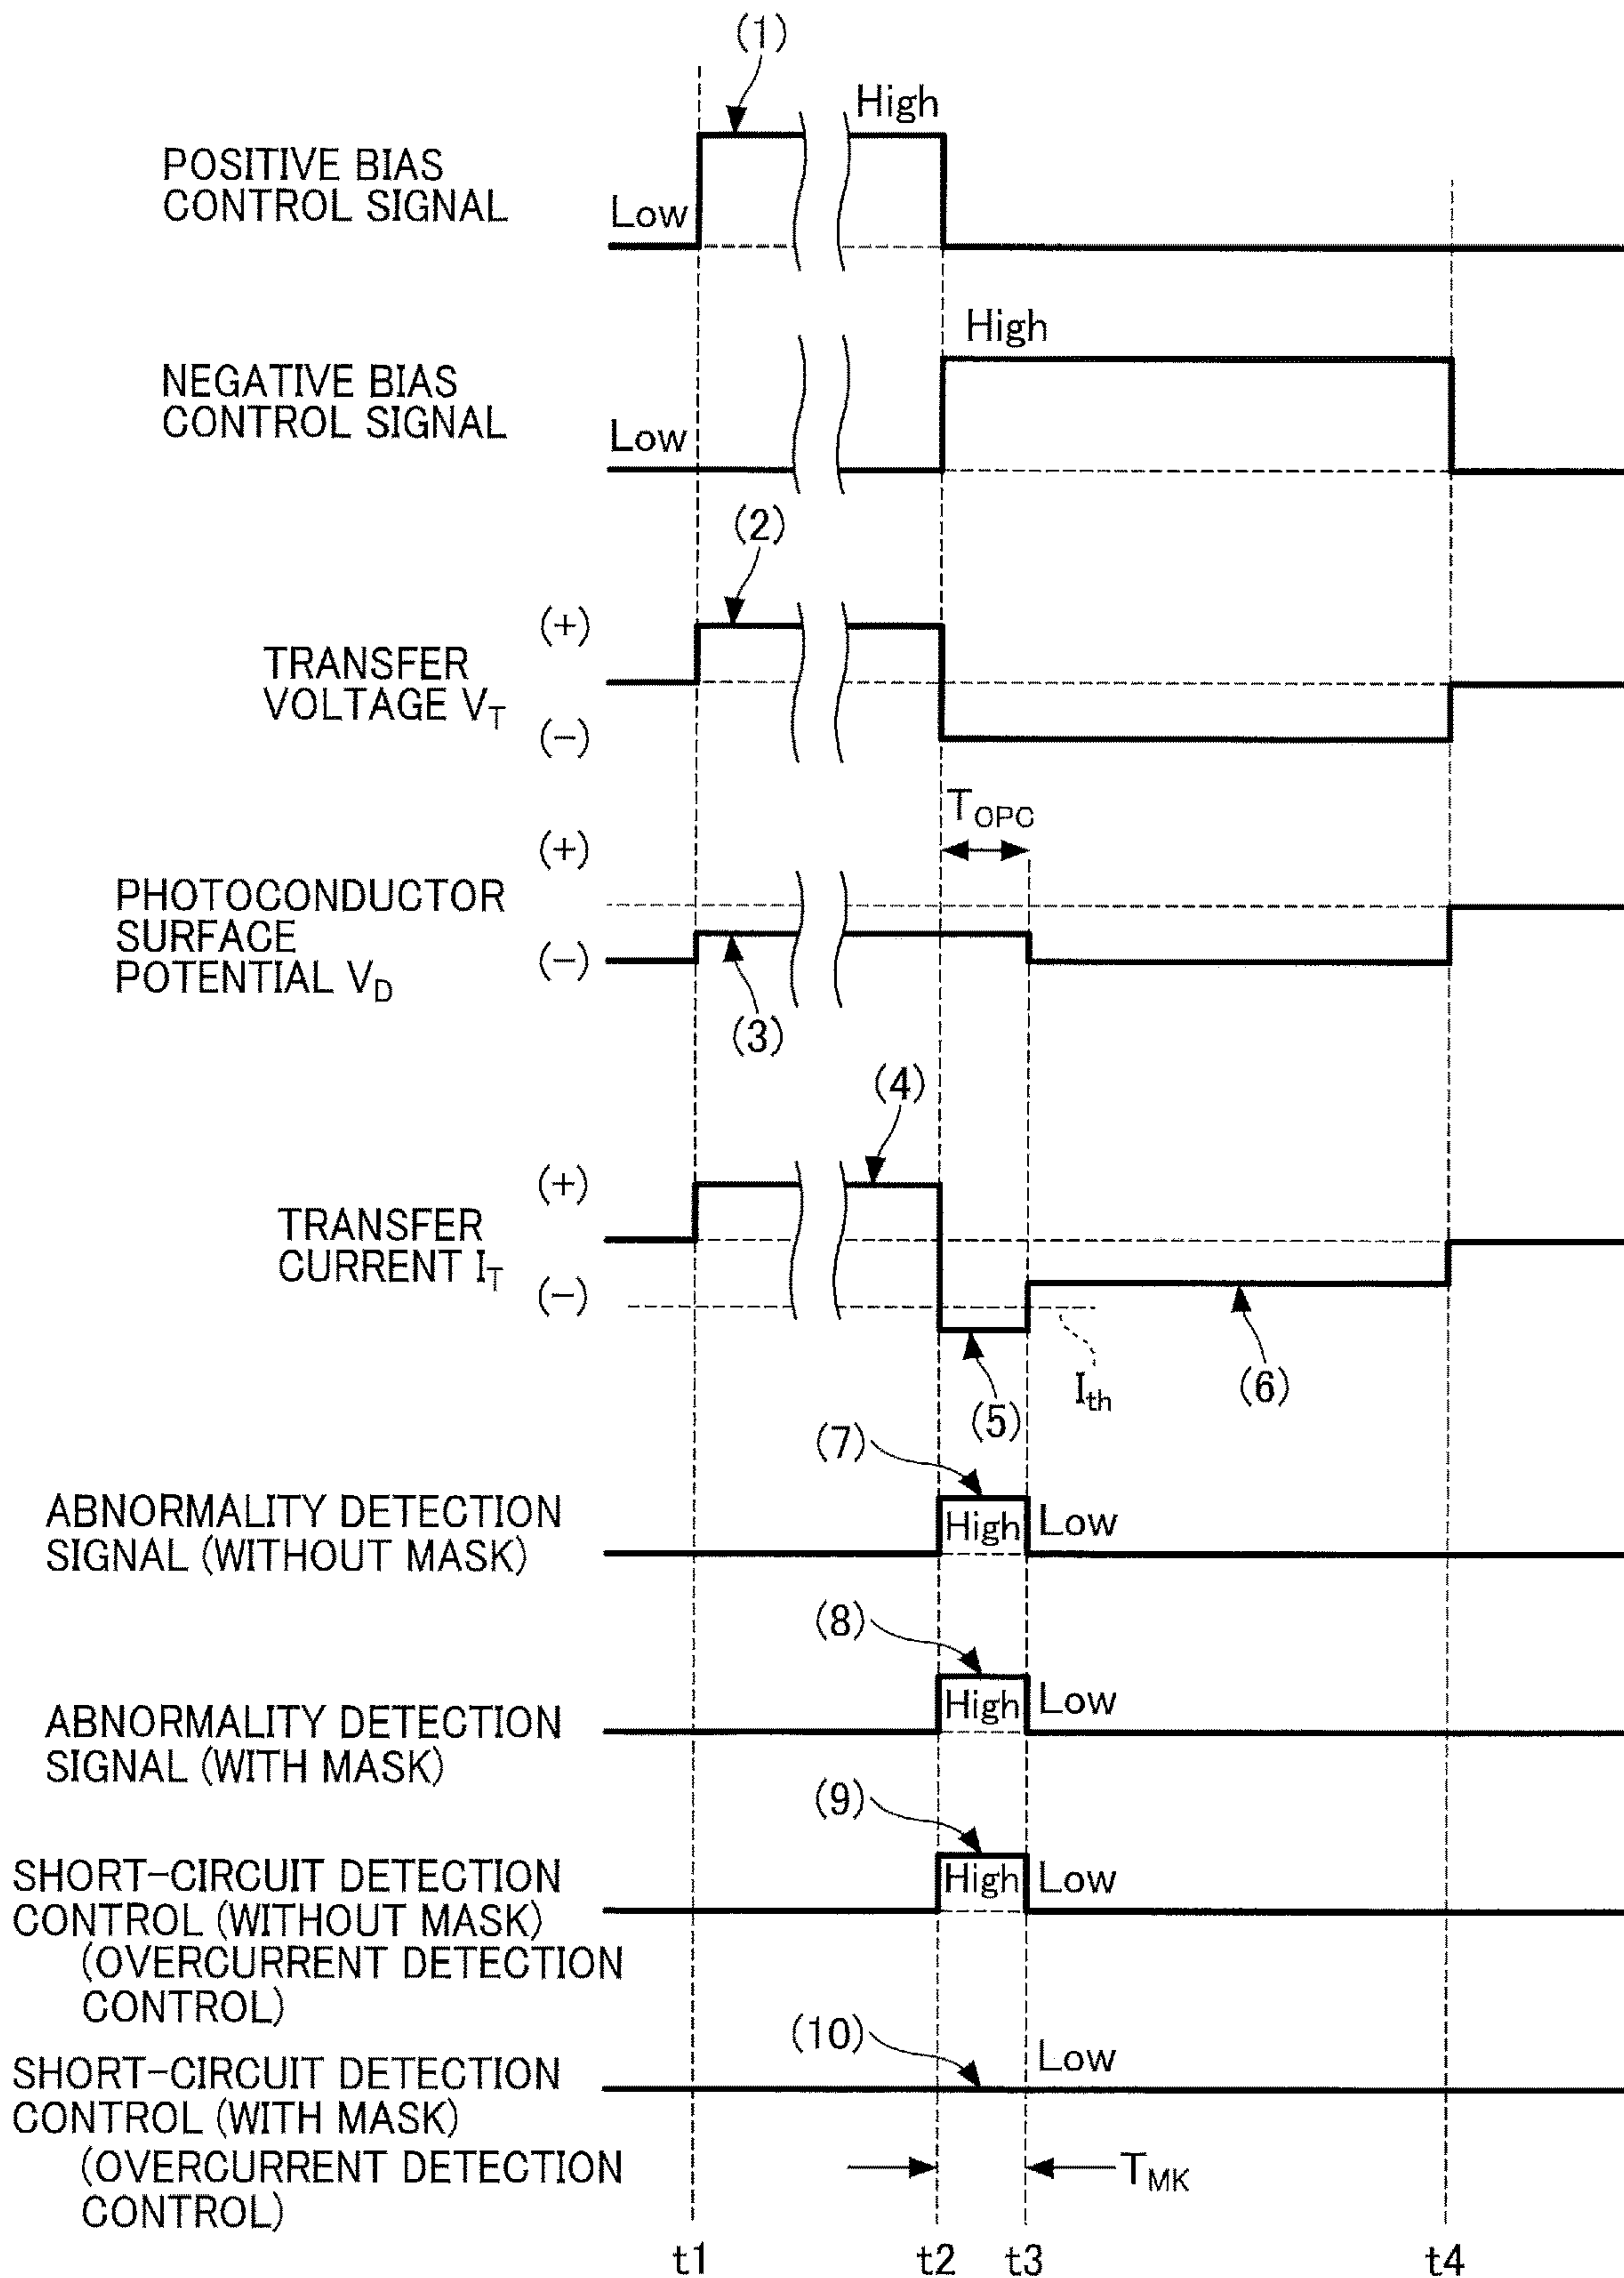 (1)
High
POSITIVE BIAS
CONTROL SIGNAL
Low
High
NEGATIVE BIAS
CONTROL SIGNAL
Low
(2)
(+)
TRANSFER
VOLTAGE VT
(-)
TOPC
(+)
PHOTOCONDUCTOR
SURFACE
POTENTIAL VD
(-)
(3)
(4)
(+)
TRANSFER
CURRENT IT
(-)
Ith
(5)
(6)
(7)
ABNORMALITY DETECTION
SIGNAL (WITHOUT MASK)
High
Low
(8)
ABNORMALITY DETECTION
SIGNAL (WITH MASK)
High
Low
(9)
SHORT-CIRCUIT DETECTION
CONTROL (WITHOUT MASK)
(OVERCURRENT DETECTION
CONTROL)
High
Low
(10)
Low
SHORT-CIRCUIT DETECTION
CONTROL (WITH MASK)
(OVERCURRENT DETECTION
CONTROL)
TMK
t1
t2
t3
t4